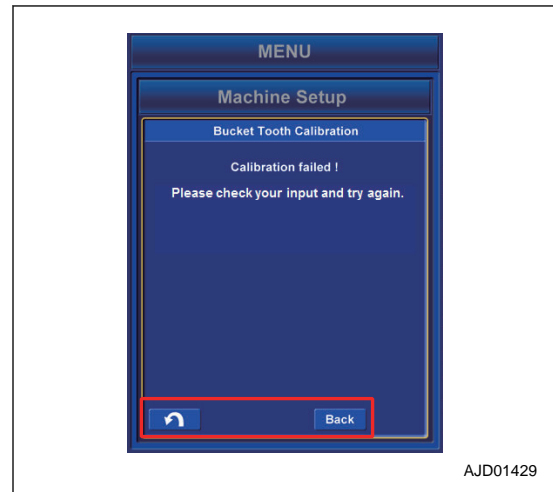 MENU
Machine Setup
Bucket Tooth Calibration
Calibration failed !
Please check your input and try again.
Back
AJD01429